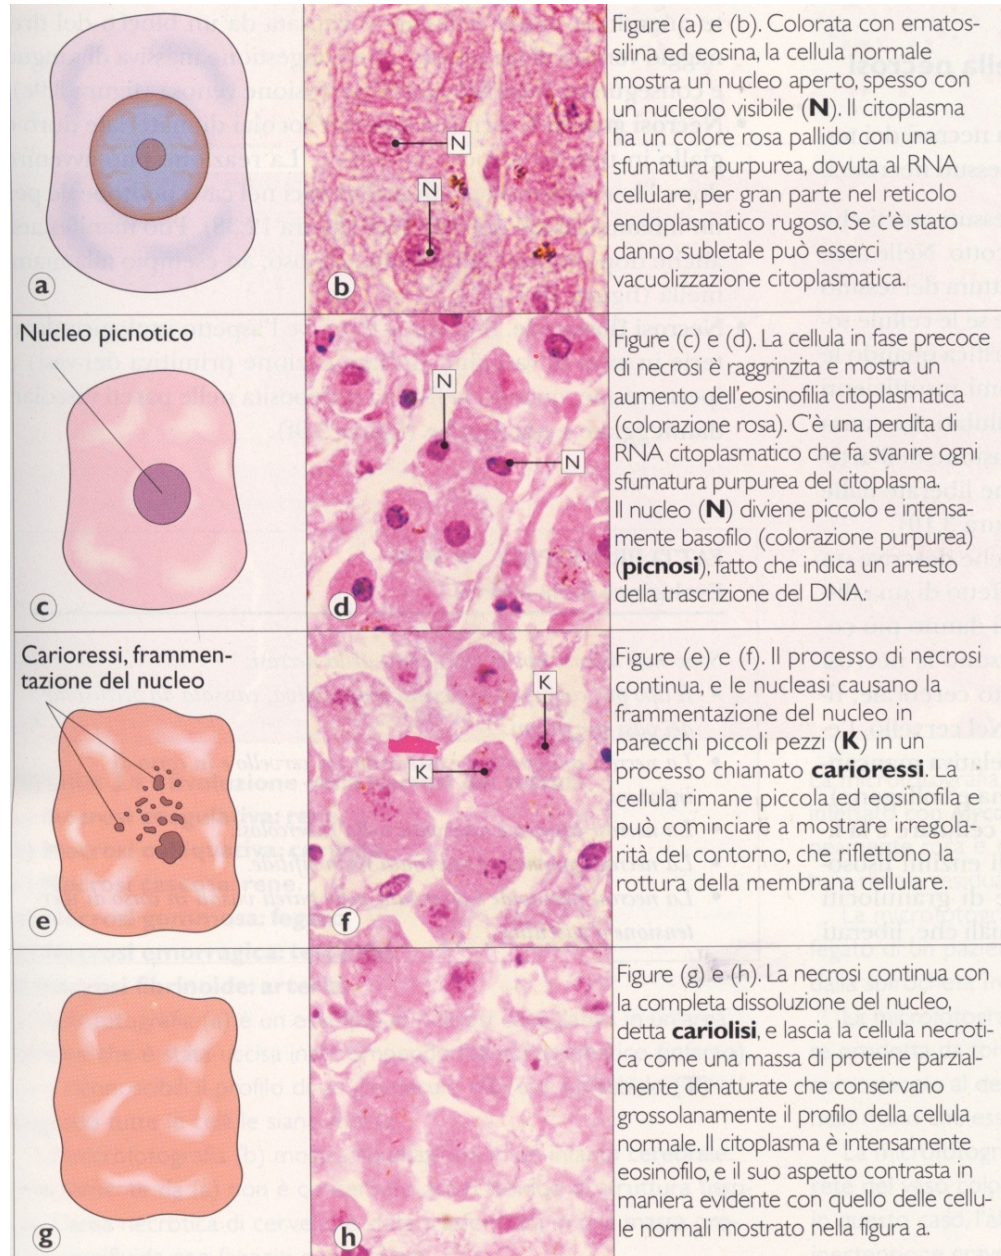 Figure (a) e (b). Colorata con ematos-
silina ed eosina, la cellula normale
mostra un nucleo aperto spesso con
un nucleolo visibile (N). Il citoplasma
ha un colore rosa pallido con una
sfumatura purpurea, dovuta al RNA
cellulare, per gran parte nel reticolo
endoplasmatico rugoso. Se c'è stato
danno subletale può esserci
vacuolizzazione citoplasmatica.
N
N
a
b
Nucleo picnotico
N
N
c
d
Figure (c) e (d). La cellula in fase precoce
di necrosi è raggrinzita e mostra un
aumento dell'eosinofilia citoplasmatica
(colorazione rosa). C'è una perdita di
RNA citoplasmatico che fa svanire ogni
sfumatura purpurea del citoplasma.
Il nucleo (N) diviene piccolo e intensa-
mente basofilo (colorazione purpurea)
(picnosi), fatto che indica un arresto
della trascrizione del DNA.
Carioressi, frammen-
tazione del nucleo
K
K
e
f
Figure (e) e (f). Il processo di necrosi
continua, e le nucleasi causano la
frammentazione del nucleo in
parecchi piccoli pezzi (K) in un
processo chiamato carioressi. La
cellula rimane piccola ed eosinofila e
può cominciare a mostrare irregola-
rità del contorno, che riflettono la
rottura della membrana cellulare.
g
h
Figure (g) e (h). La necrosi continua con
la completa dissoluzione del nucleo,
detta cariolisi, e lascia la cellula necroti-
ca come una massa di proteine parzial-
mente denaturate che conservano
grossolanamente il profilo della cellula
normale. Il citoplasma è intensamente
eosinofilo, e il suo aspetto contrasta in
maniera evidente con quello delle cellu-
le normali mostrato nella figura a.